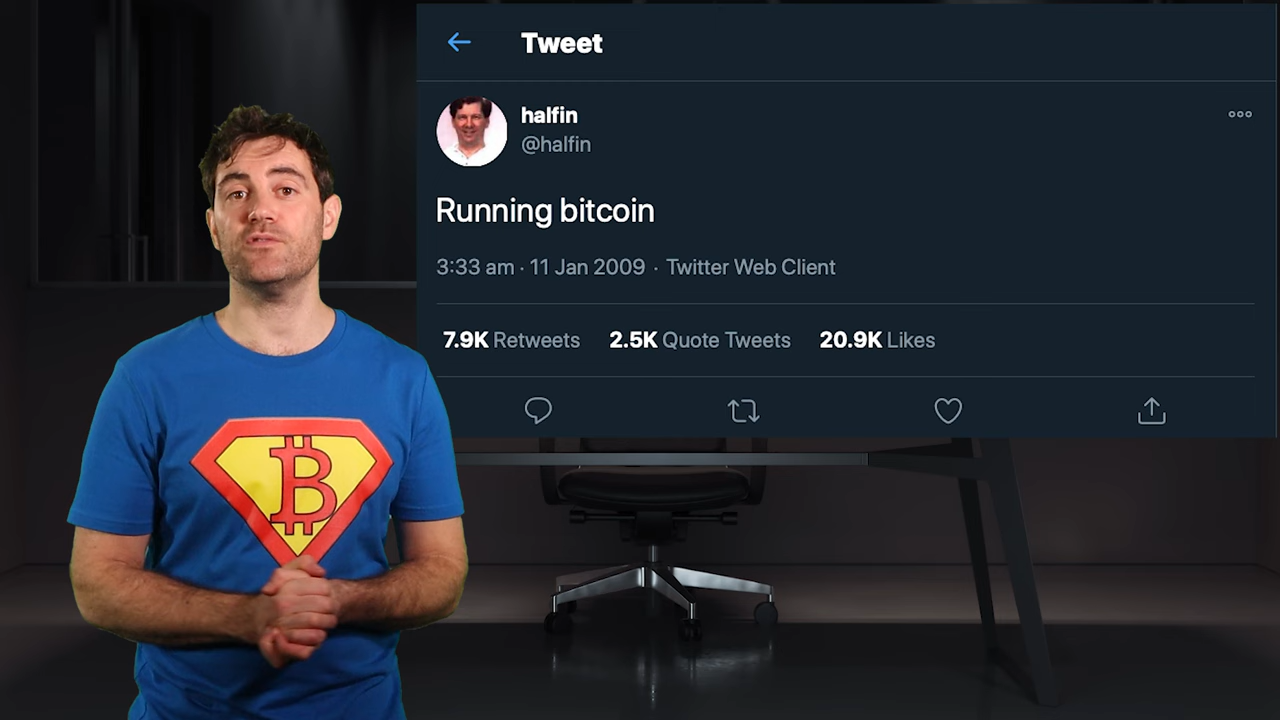 Tweet
halfin
@halfin
Running bitcoin
3:33 am · 11 Jan 2009 · Twitter Web Client
7.9K Retweets 2.5K Quote Tweets 20.9K Likes